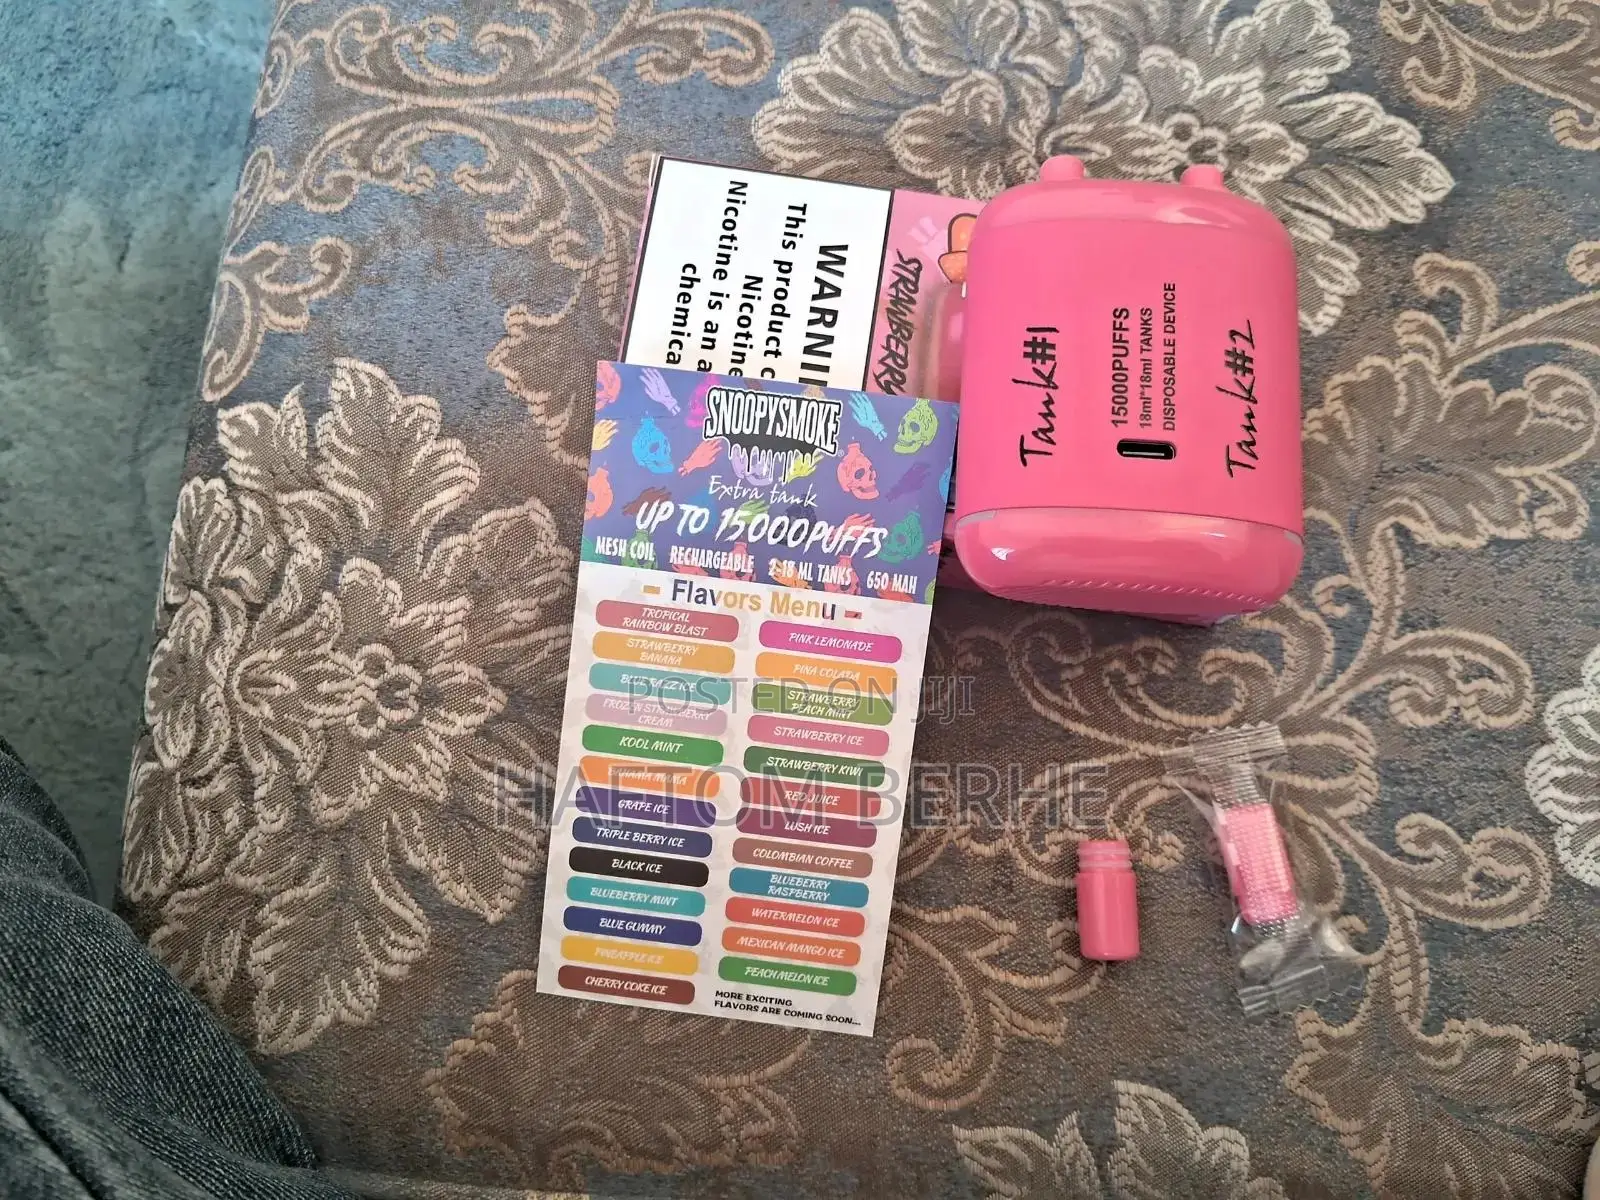 WARNI
This product c
Nicotine
Nicotine is an a
chemica
STRAWBERRY
SNOOPYSMOKE
Extra tank
UP TO 15000PUFFS
MESH COIL RECHARGEABLE 2*18 ML TANKS 650 MAH
Flavors Menu
TROPICAL
RAINBOW BLAST
STRAWBERRY
BANANA
BLUE RAZZ ICE
FROZEN STRAWBERRY
CREAM
KOOL MINT
BAHAMA MAMA
GRAPE ICE
TRIPLE BERRY ICE
BLACK ICE
BLUEBERRY MINT
BLUE GUMMY
PINEAPPLE ICE
CHERRY COKE ICE
PINK LEMONADE
PINA COLADA
STRAWBERRY
PEACH MINT
STRAWBERRY ICE
STRAWBERRY KIWI
RED JUICE
LUSH ICE
COLOMBIAN COFFEE
BLUEBERRY
RASPBERRY
WATERMELON ICE
MEXICAN MANGO ICE
PEACH MELON ICE
MORE EXCITING
FLAVORS ARE COMING SOON...
Tank#1
15000PUFFS
18ml*18ml TANKS
DISPOSABLE DEVICE
Tank#2
POSTED ON JIJI
HAFTOM BERHE